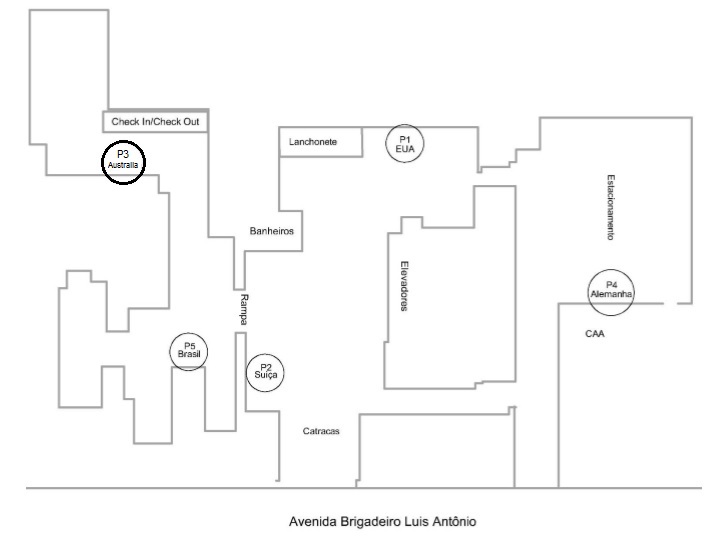 Check In/Check Out
Lanchonete
P1
EUA
P3
Australia
Estacionamento
Banheiros
Elevadores
P4
Alemanha
Rampa
CAA
P5
Brasil
P2
Suíça
Catracas
Avenida Brigadeiro Luis Antônio